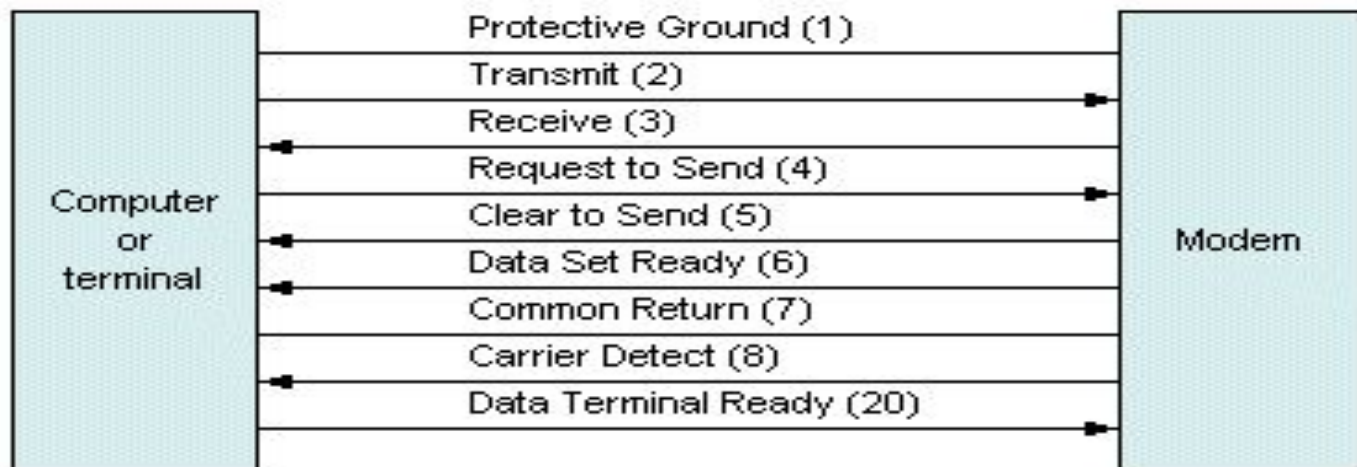 Protective Ground (1)
Transmit (2)
Receive (3)
Request to Send (4)
Clear to Send (5)
Data Set Ready (6)
Common Return (7)
Carrier Detect (8)
Data Terminal Ready (20)
Computer
or
terminal
Modem